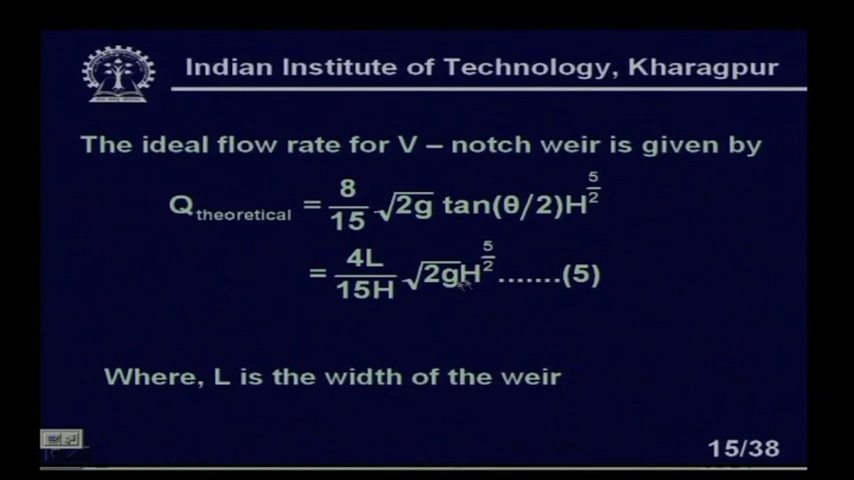 Indian Institute of Technology, Kharagpur
The ideal flow rate for V – notch weir is given by
Q theoretical = 8/15 √2g tan(θ/2)H^5/2
= 4L/15H √2gH^5/2 .......(5)
Where, L is the width of the weir
15/38